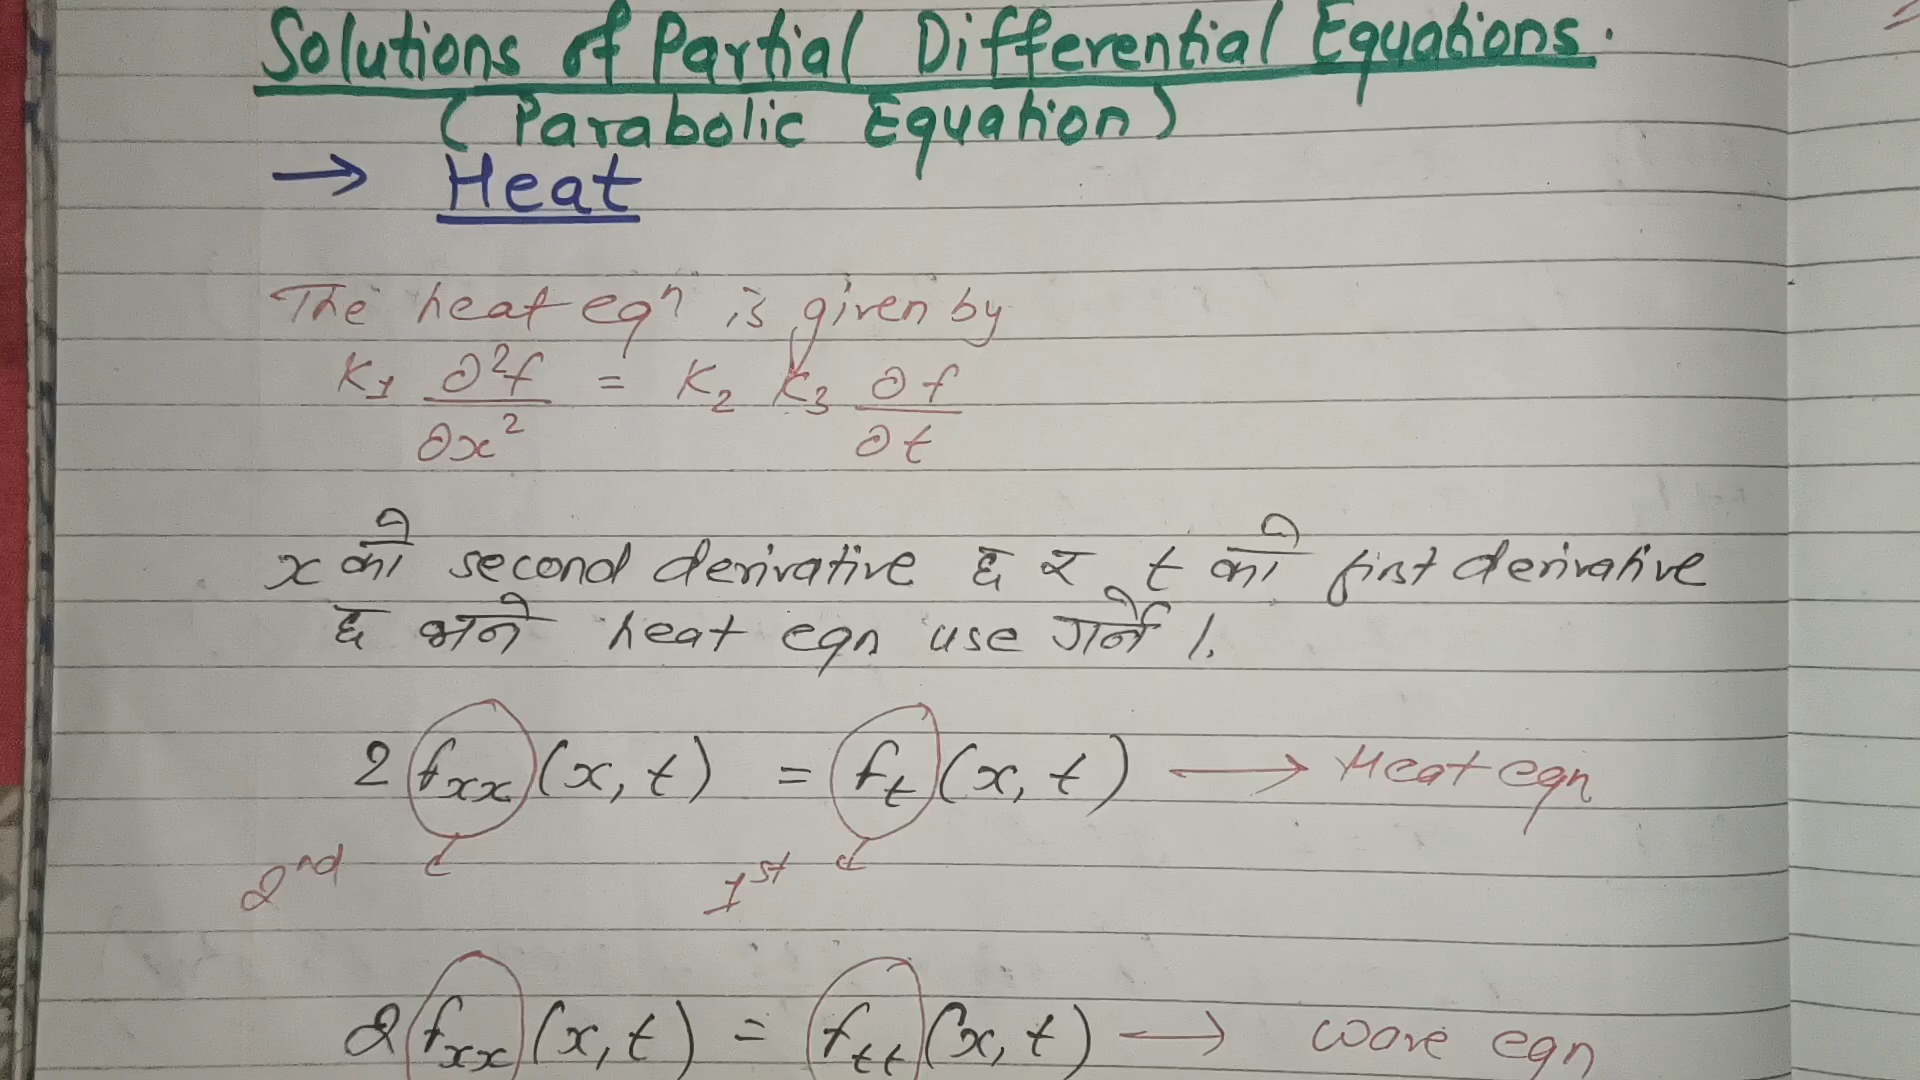 Solutions of Partial Differential Equations.
(Parabolic Equation)
→ Heat
The heat eqn is given by
K₁ ∂²f/∂x² = K₂ K₃ ∂f/∂t
x को second derivative छ र t को first derivative
छ भने heat eqn use गर्ने ।.
2 fxx (x, t) = ft (x, t) → Heat eqn
2nd 1st
2 fxx (x, t) = ftt (x, t) → wave eqn